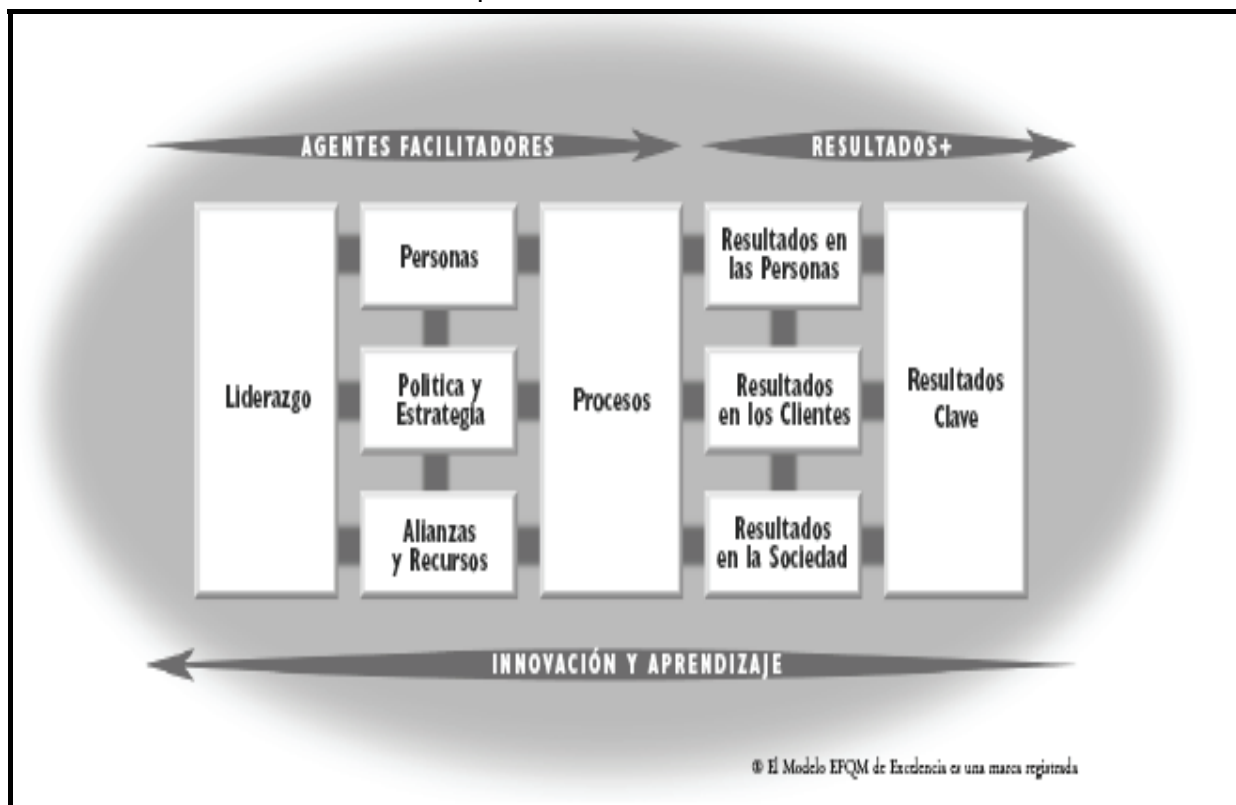 AGENTES FACILITADORES
RESULTADOS+
Liderazgo
Personas
Política y
Estrategia
Alianzas
y Recursos
Procesos
Resultados en
las Personas
Resultados
en los Clientes
Resultados
en la Sociedad
Resultados
Clave
INNOVACIÓN Y APRENDIZAJE
® El Modelo EFQM de Excelencia es una marca registrada